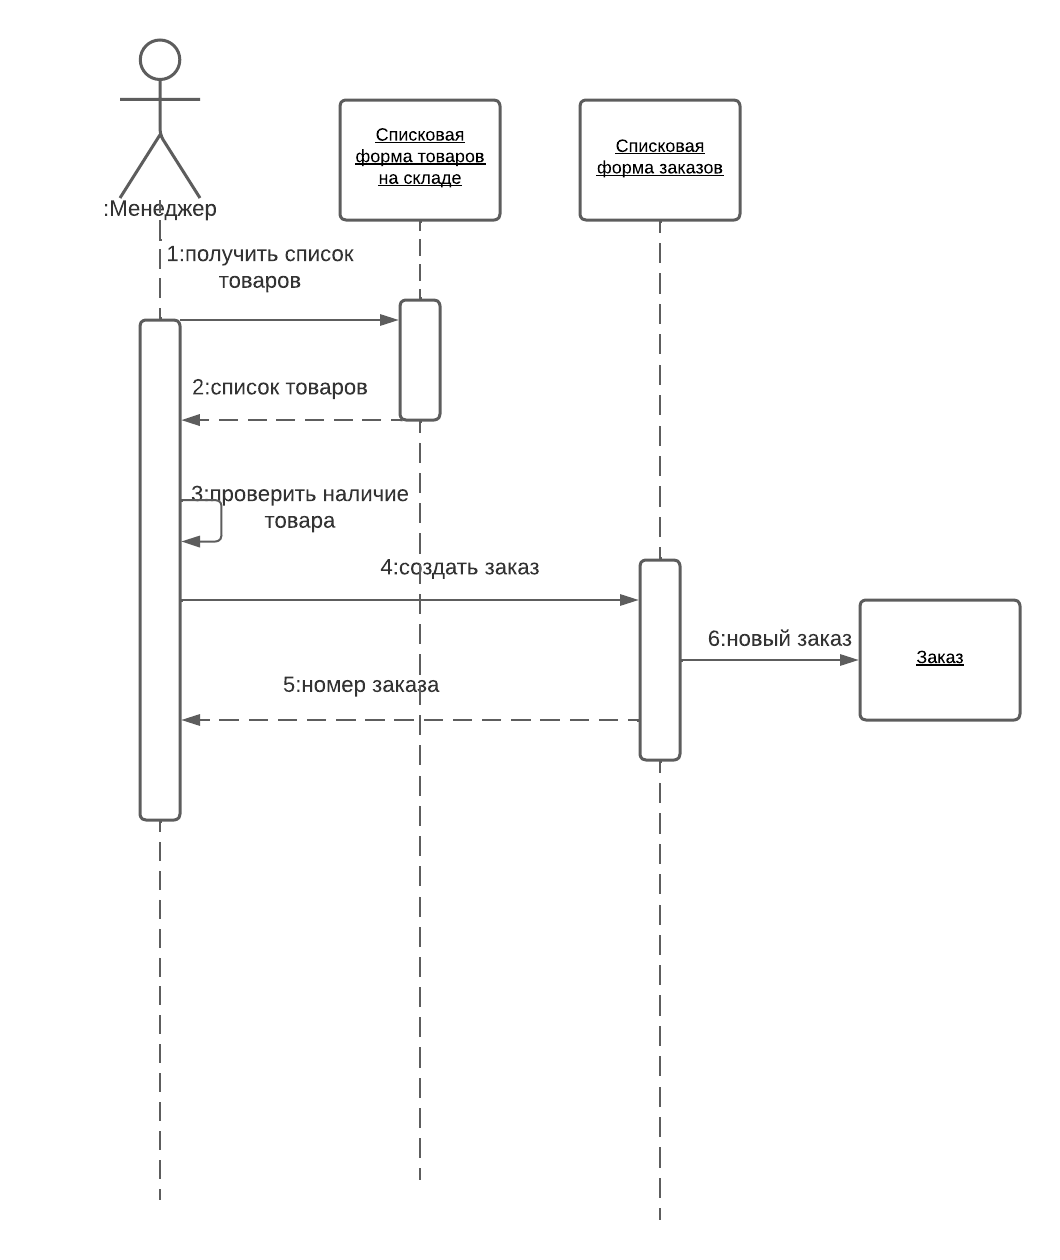 :Менеджер
Списковая
форма товаров
на складе
Списковая
форма заказов
1:получить список
товаров
2:список товаров
3:проверить наличие
товара
4:создать заказ
6:новый заказ
Заказ
5:номер заказа